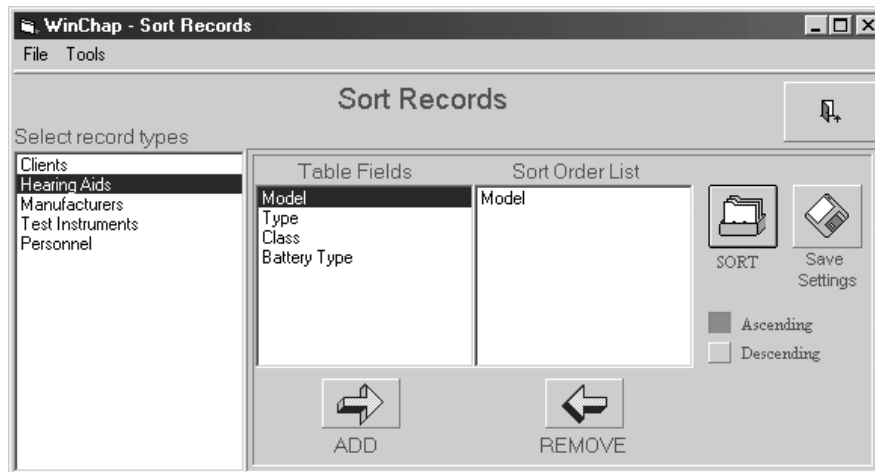 WinChap - Sort Records
File Tools
Sort Records
Select record types
Clients
Hearing Aids
Manufacturers
Test Instruments
Personnel
Table Fields
Model
Type
Class
Battery Type
Sort Order List
Model
SORT
Save
Settings
Ascending
Descending
ADD
REMOVE